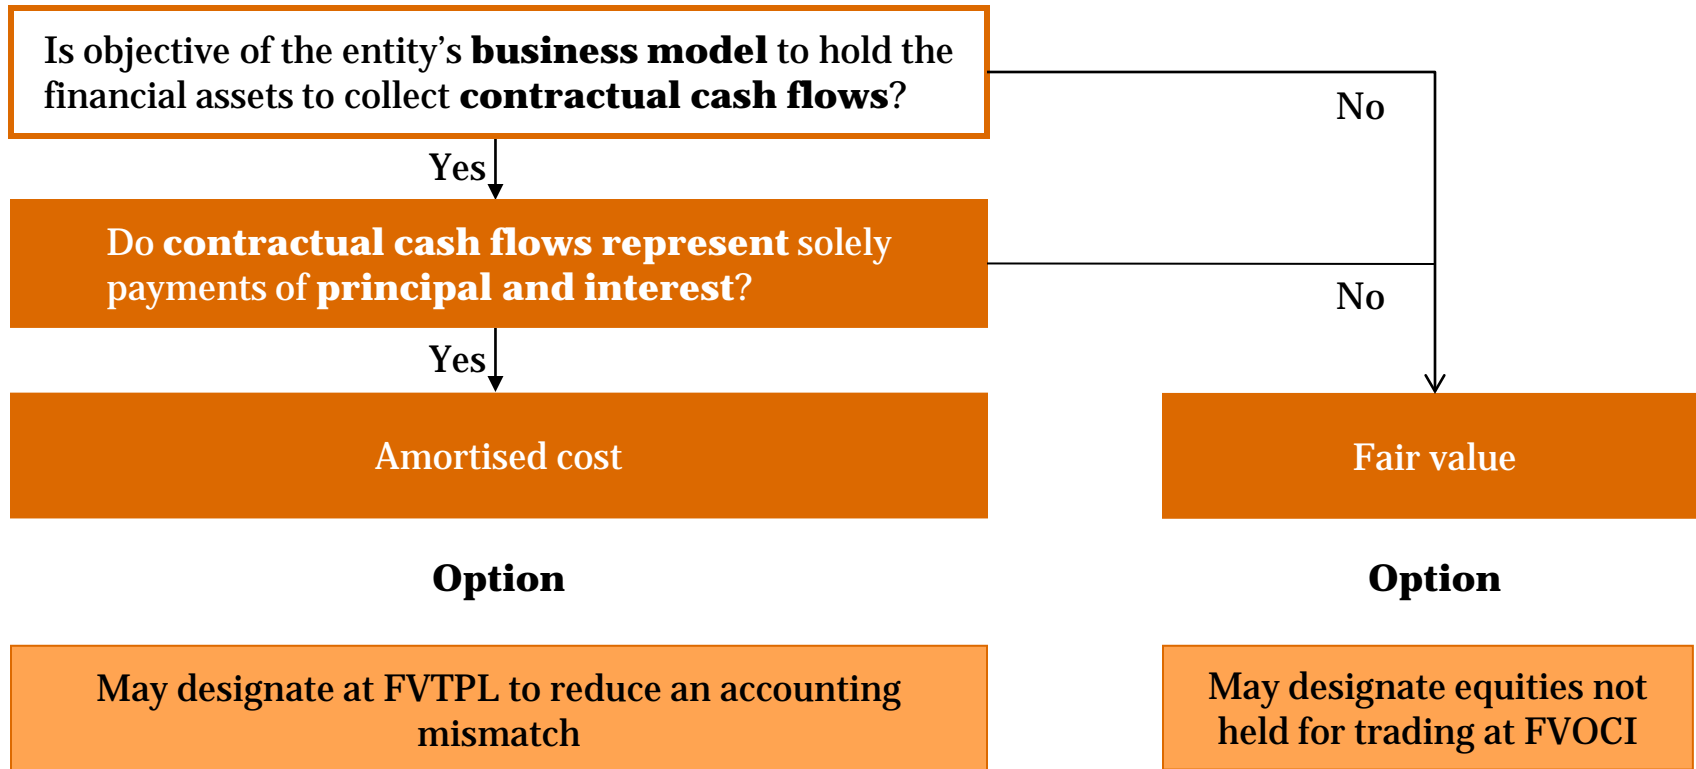 Is objective of the entity’s business model to hold the
financial assets to collect contractual cash flows?
No
Yes
Do contractual cash flows represent solely
payments of principal and interest?
No
Yes
Amortised cost
Fair value
Option
Option
May designate at FVTPL to reduce an accounting
mismatch
May designate equities not
held for trading at FVOCI